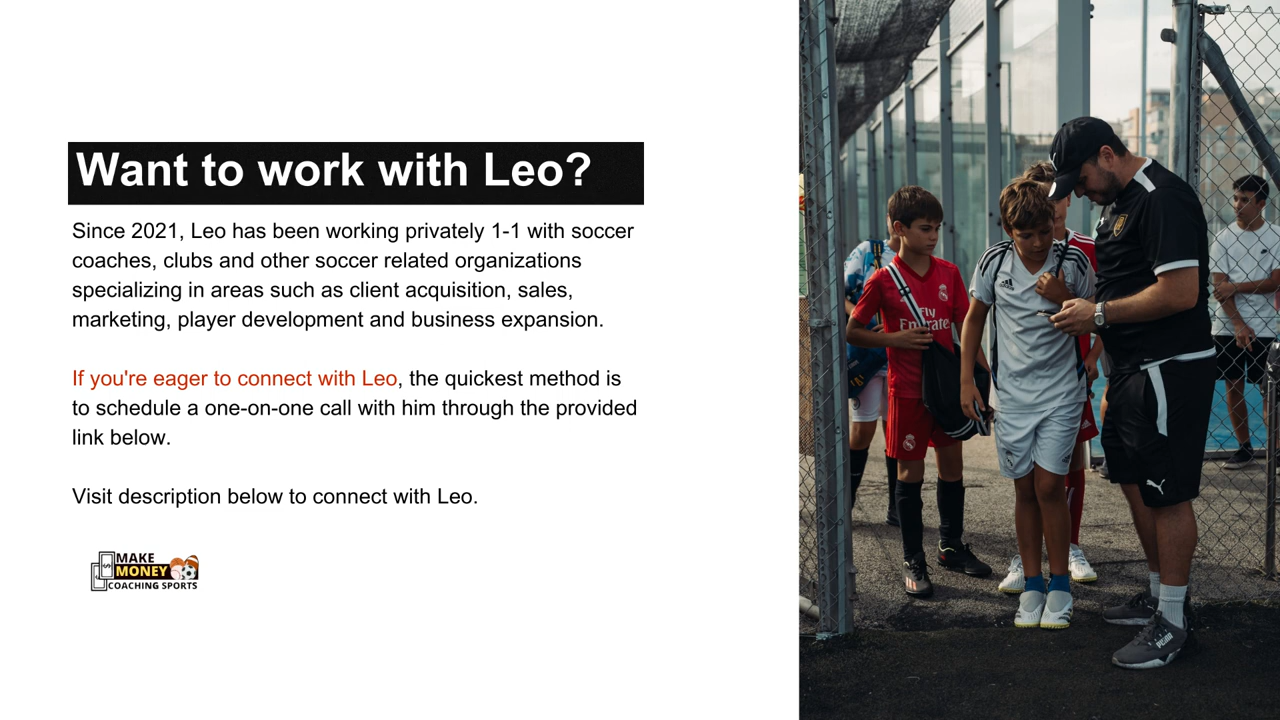 Want to work with Leo?
Since 2021, Leo has been working privately 1-1 with soccer
coaches, clubs and other soccer related organizations
specializing in areas such as client acquisition, sales,
marketing, player development and business expansion.
If you're eager to connect with Leo, the quickest method is
to schedule a one-on-one call with him through the provided
link below.
Visit description below to connect with Leo.
MAKE
MONEY
COACHING SPORTS
Fly
Emirate
PUMA